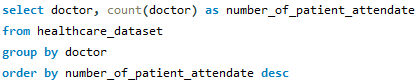 select doctor, count(doctor) as number_of_patient_attendate
from healthcare_dataset
group by doctor
order by number_of_patient_attendate desc